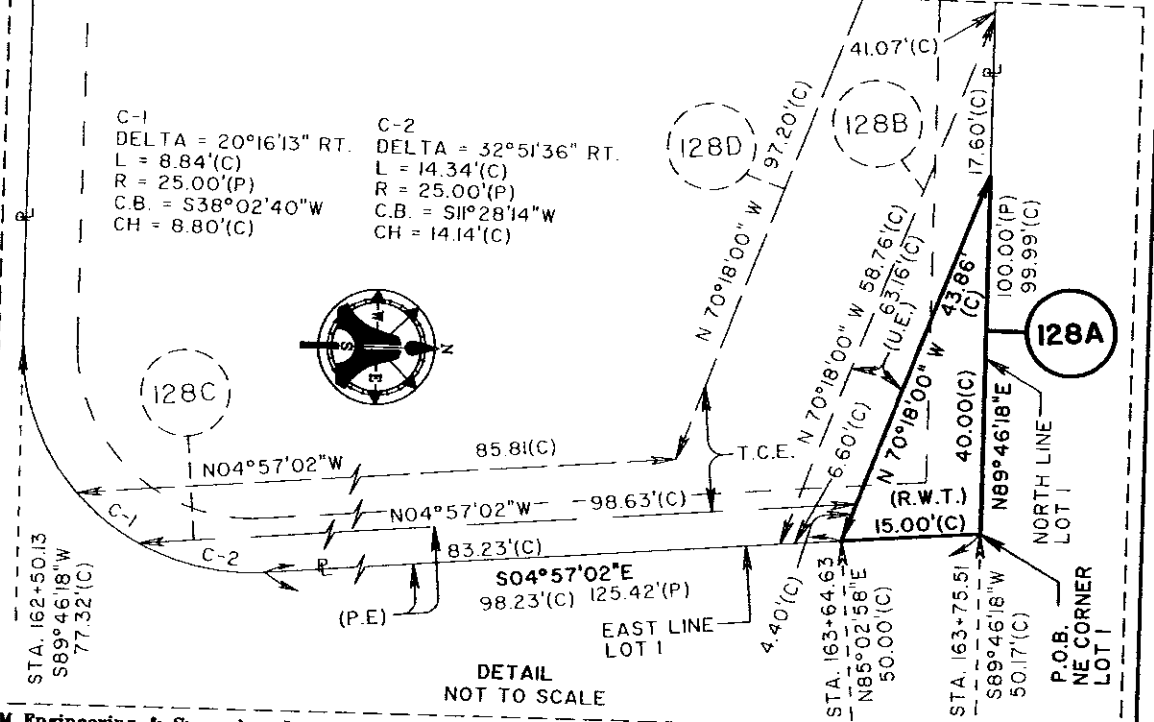 C-1
DELTA = 20°16'13" RT.
L = 8.84'(C)
R = 25.00'(P)
C.B. = S38°02'40"W
CH = 8.80'(C)
C-2
DELTA = 32°51'36" RT.
L = 14.34'(C)
R = 25.00'(P)
C.B. = S11°28'14"W
CH = 14.14'(C)
41.07'(C)
128D
97.20'(C)
128B
17.60'(C)
N 70°18'00" W
N 70°18'00" W 58.76'(C)
63.16'(C)
(U.E.)
43.86'
(C)
N 70°18'00" W
100.00'(P)
99.99'(C)
128A
40.00(C)
N89°46'18"E
NORTH LINE
LOT 1
W
S
N
E
128C
N04°57'02"W
85.81(C)
T.C.E.
6.60'(C)
(R.W.T.)
15.00'(C)
N04°57'02"W
98.63'(C)
C-1
C-2
83.23'(C)
S04°57'02"E
98.23'(C) 125.42'(P)
(P.E)
EAST LINE
LOT 1
4.40'(C)
STA. 162+50.13
S89°46'18"W
77.32'(C)
STA. 163+64.63
N85°02'58"E
50.00'(C)
STA. 163+75.51
S89°46'18"W
50.17'(C)
P.O.B.
NE CORNER
LOT 1
DETAIL
NOT TO SCALE